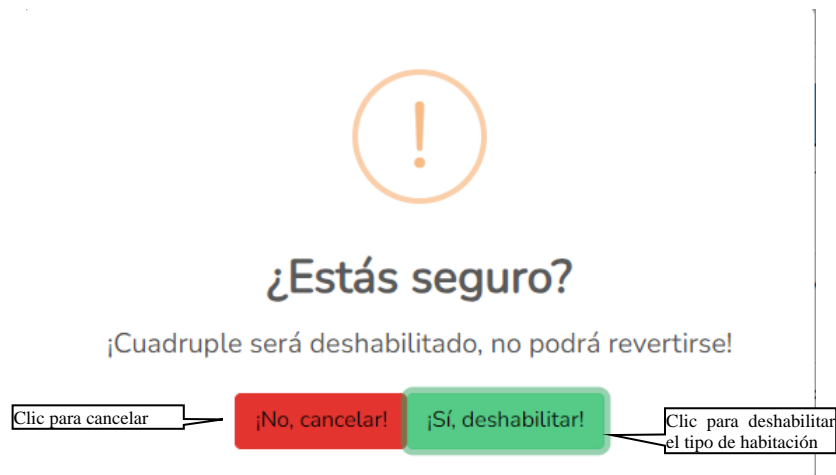 !
¿Estás seguro?
¡Cuadruple será deshabilitado, no podrá revertirse!
Clic para cancelar
¡No, cancelar!
¡Sí, deshabilitar!
Clic para deshabilitar
el tipo de habitación